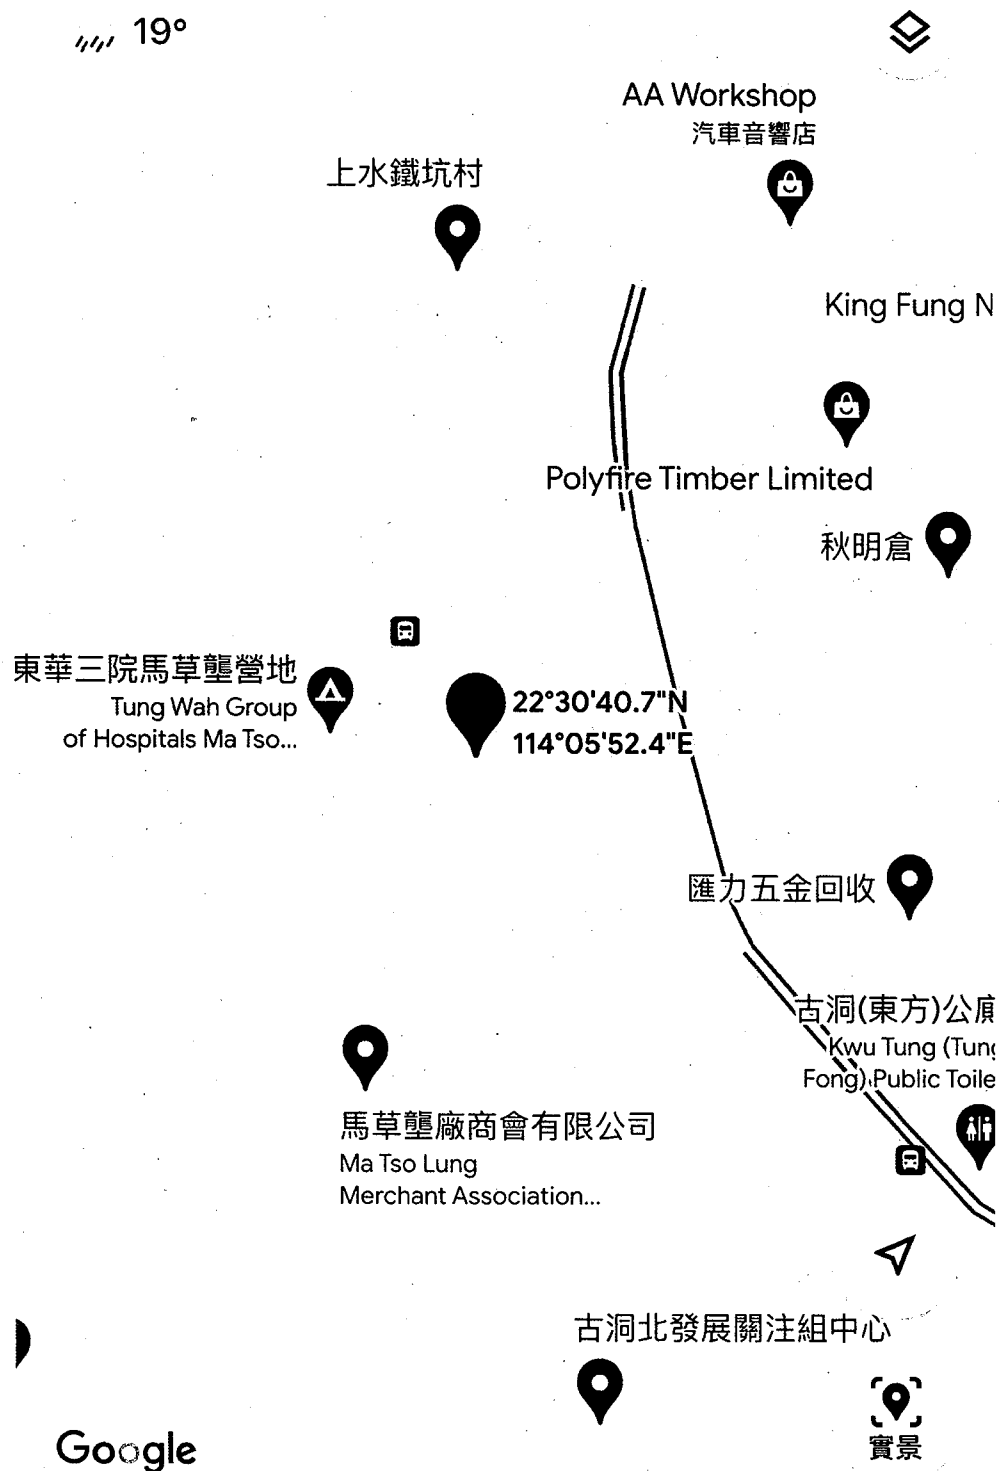 19°
AA Workshop
汽車音響店
上水鐵坑村
King Fung N
Polyfire Timber Limited
秋明倉
東華三院馬草壟營地
Tung Wah Group
of Hospitals Ma Tso...
22°30'40.7"N
114°05'52.4"E
匯力五金回收
古洞(東方)公廁
Kwu Tung (Tung
Fong) Public Toile
馬草壟廠商會有限公司
Ma Tso Lung
Merchant Association...
古洞北發展關注組中心
Google
實景